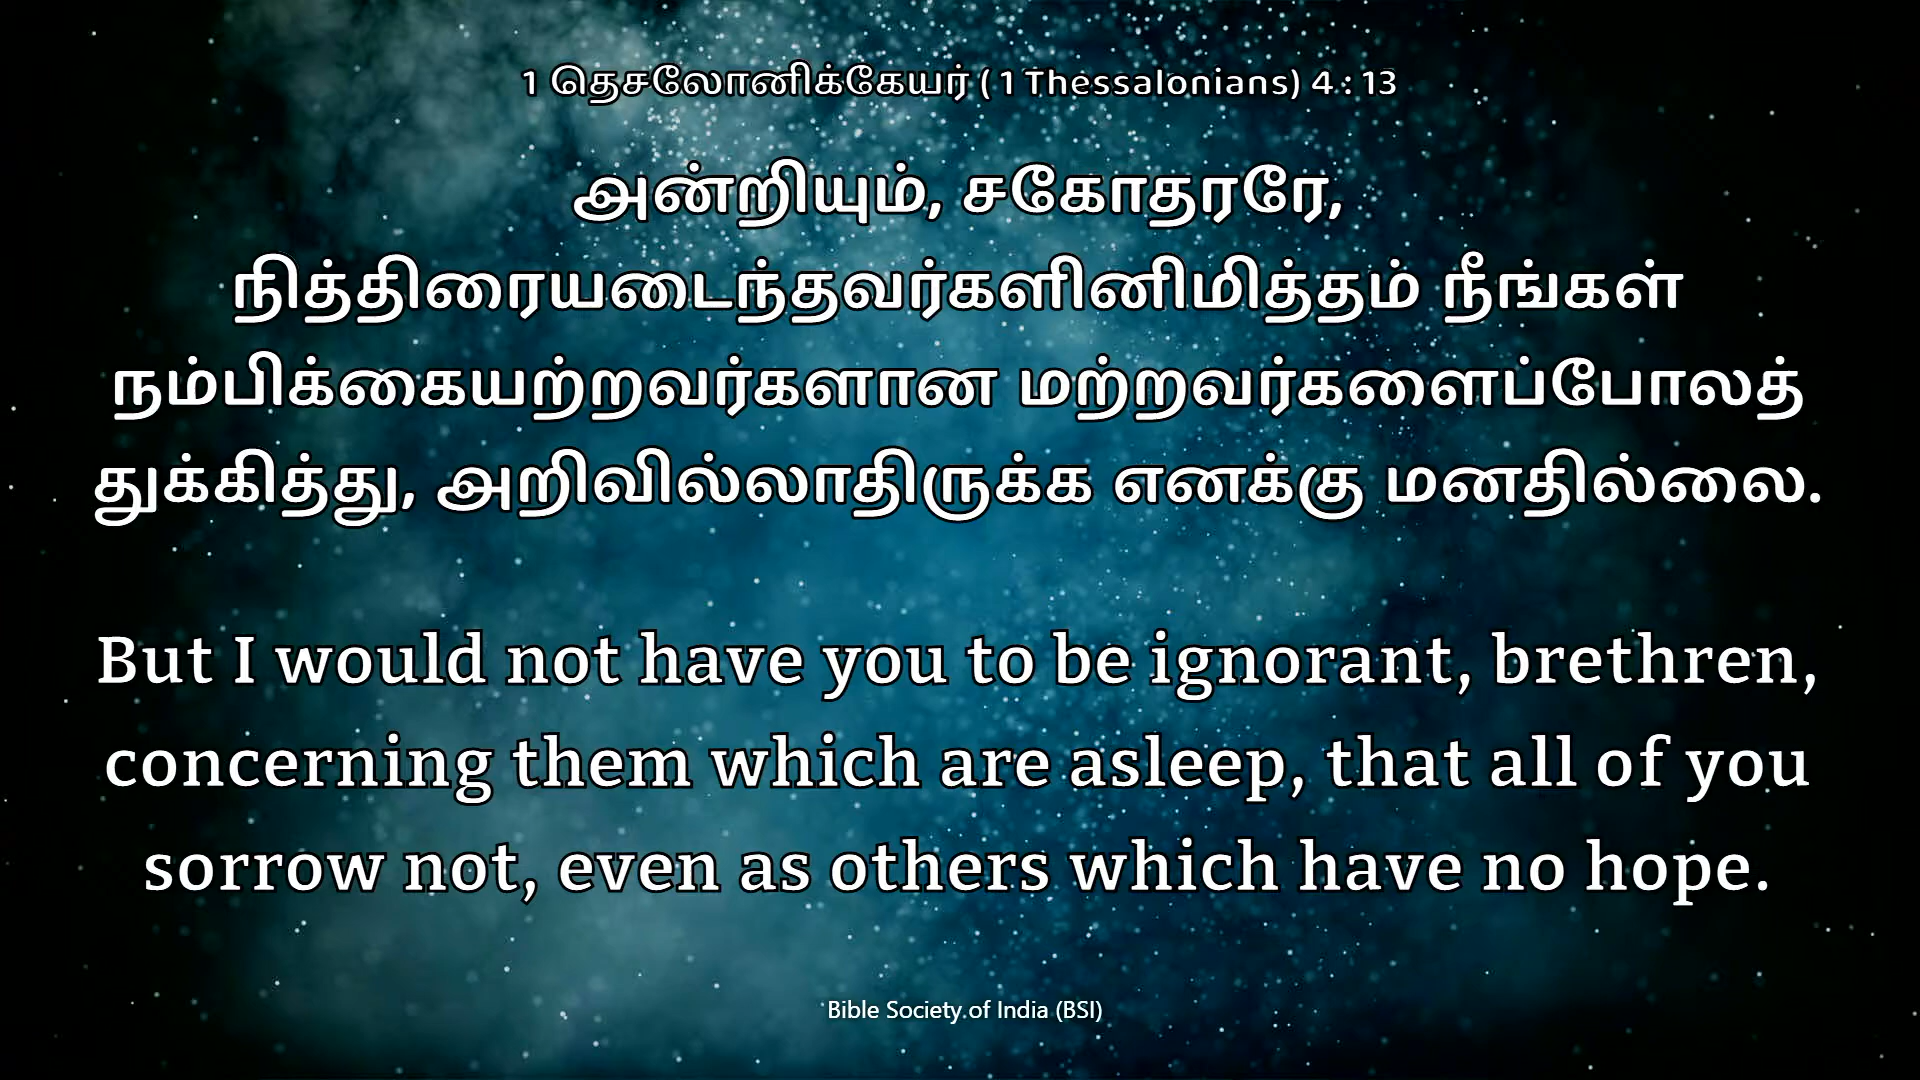 1 தெசலோனிக்கேயர் ( 1 Thessalonians) 4 : 13
அன்றியும், சகோதரரே,
நித்திரையடைந்தவர்களினிமித்தம் நீங்கள்
நம்பிக்கையற்றவர்களான மற்றவர்களைப்போலத்
துக்கித்து, அறிவில்லாதிருக்க எனக்கு மனதில்லை.
But I would not have you to be ignorant, brethren,
concerning them which are asleep, that all of you
sorrow not, even as others which have no hope.
Bible Society of India (BSI)